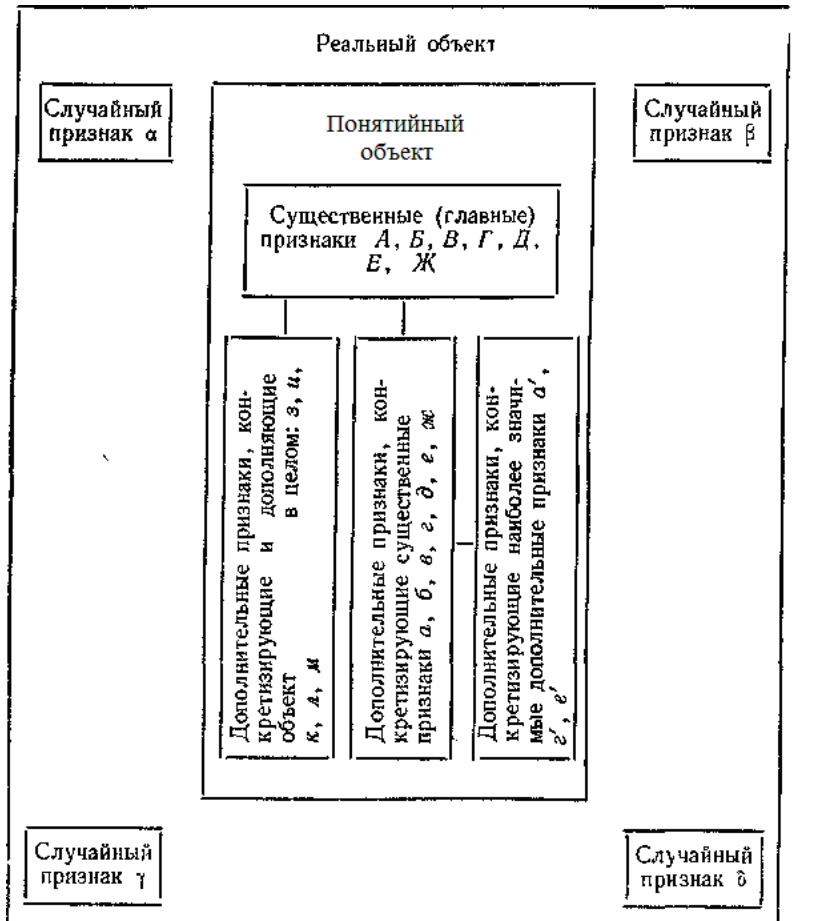 Реальный объект
Случайный
признак α
Понятийный
объект
Случайный
признак β
Существенные (главные)
признаки А, Б, В, Г, Д,
Е, Ж
Дополнительные признаки, кон-
кретизирующие и дополняющие
объект в целом: з, и,
к, л, м
Дополнительные признаки, кон-
кретизирующие существенные
признаки а, б, в, г, д, е, ж
Дополнительные признаки, кон-
кретизирующие наиболее значи-
мые дополнительные признаки а′,
г′, е′
Случайный
признак γ
Случайный
признак δ